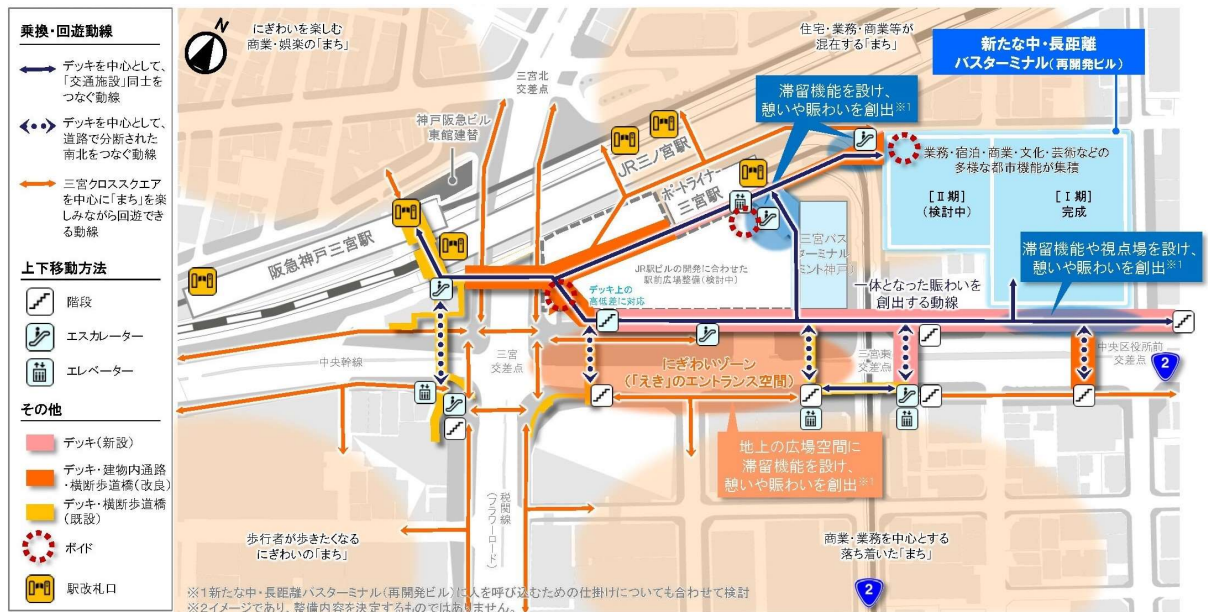 乗換・回遊動線
デッキを中心として、
「交通施設」同士を
つなぐ動線
デッキを中心として、
道路で分断された
南北をつなぐ動線
三宮クロススクエア
を中心に「まち」を楽
しみながら回遊でき
る動線
上下移動方法
階段
エスカレーター
エレベーター
その他
デッキ(新設)
デッキ・建物内通路
・横断歩道橋(改良)
デッキ・横断歩道橋
(既設)
ボイド
駅改札口
にぎわいを楽しむ
商業・娯楽の「まち」
住宅・業務・商業等が
混在する「まち」
新たな中・長距離
バスターミナル(再開発ビル)
三宮北
交差点
滞留機能を設け、
憩いや賑わいを創出※1
神戸阪急ビル
東館建替
JR三ノ宮駅
ポートライナー
三宮駅
業務・宿泊・商業・文化・芸術などの
多様な都市機能が集積
[Ⅱ期]
(検討中)
[Ⅰ期]
完成
阪急神戸三宮駅
三宮バス
ターミナル
(ミント神戸)
滞留機能や視点場を設け、
憩いや賑わいを創出※1
JR駅ビルの開発に合わせた
駅前広場整備(検討中)
デッキ上の
高低差に対応
一体となった賑わいを
創出する動線
中央幹線
三宮
交差点
にぎわいゾーン
(「えき」のエントランス空間)
三宮東
交差点
中央区役所前
交差点
2
地上の広場空間に
滞留機能を設け、
憩いや賑わいを創出※1
税関線
(フラワーロード)
歩行者が歩きたくなる
にぎわいの「まち」
商業・業務を中心とする
落ち着いた「まち」
2
※1新たな中・長距離バスターミナル(再開発ビル)に人を呼び込むための仕掛けについても合わせて検討
※2イメージであり、整備内容を決定するものではありません。